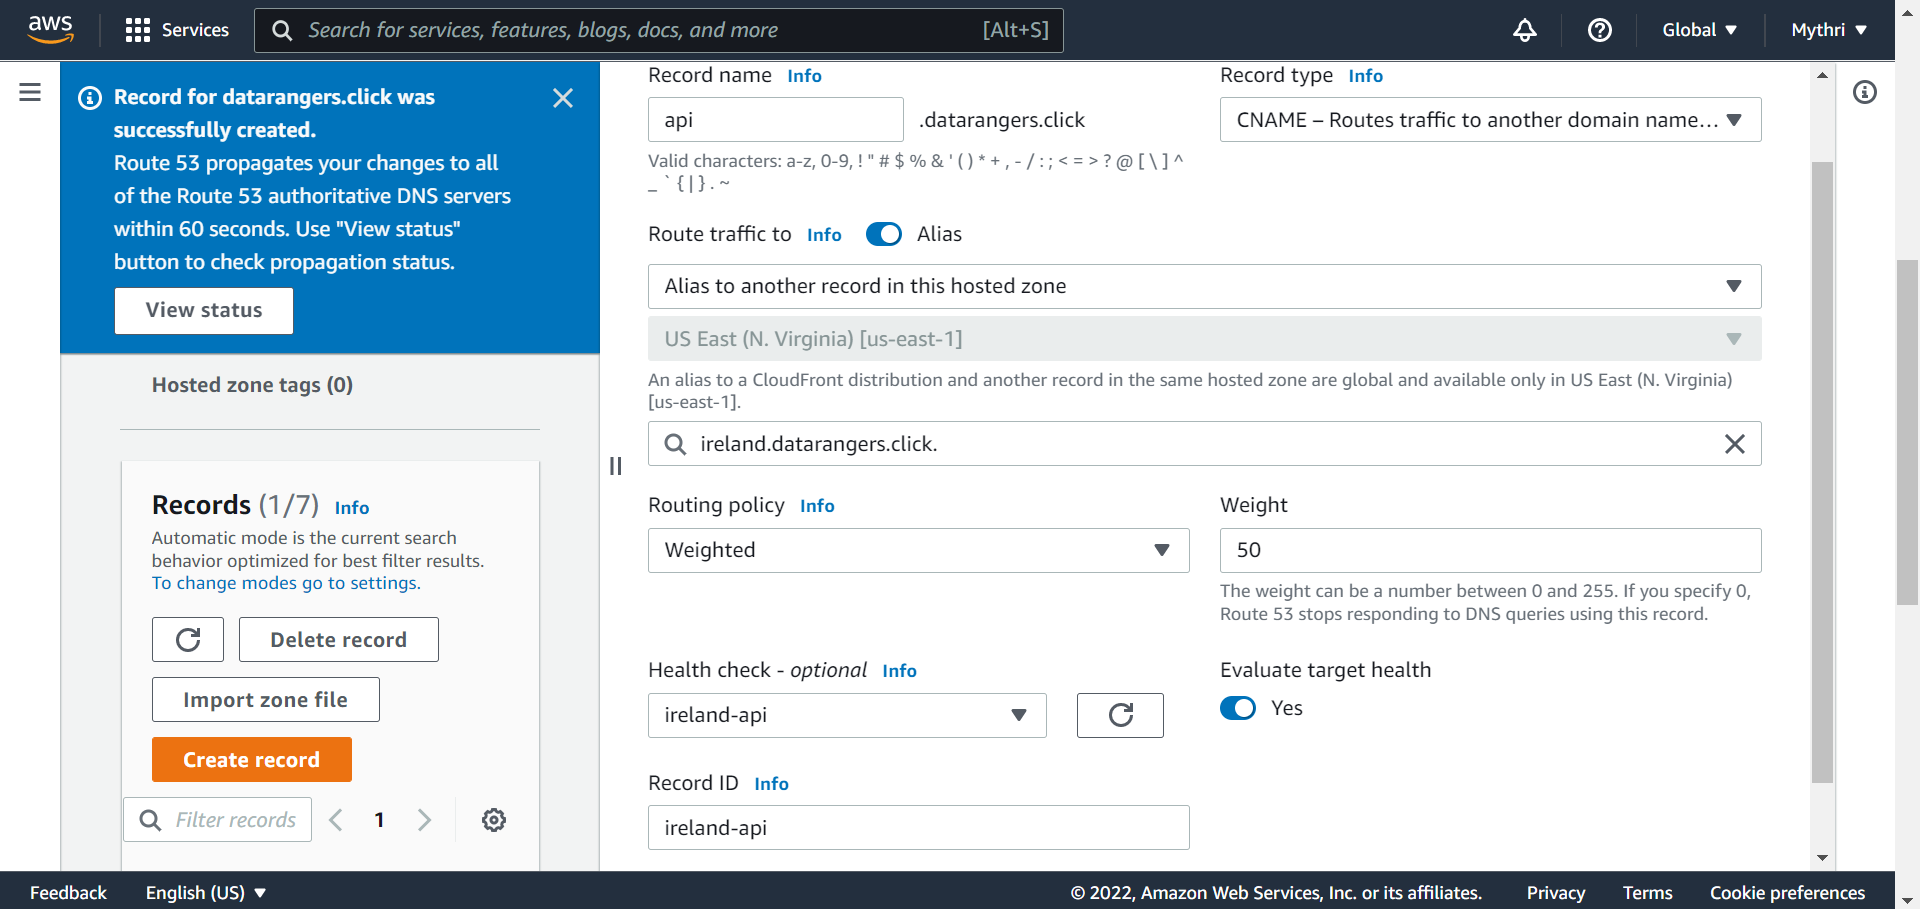 aws
Services
Search for services, features, blogs, docs, and more
[Alt+S]
Global
Mythri
Record for datarangers.click was
successfully created.
Route 53 propagates your changes to all
of the Route 53 authoritative DNS servers
within 60 seconds. Use "View status"
button to check propagation status.
View status
Hosted zone tags (0)
Records (1/7) Info
Automatic mode is the current search
behavior optimized for best filter results.
To change modes go to settings.
Delete record
Import zone file
Create record
Filter records
1
Record name Info
api
.datarangers.click
Valid characters: a-z, 0-9, ! " # $ % & ' ( ) * + , - / : ; < = > ? @ [ \ ] ^
_ ` { | } . ~
Record type Info
CNAME – Routes traffic to another domain name...
Route traffic to Info
Alias
Alias to another record in this hosted zone
US East (N. Virginia) [us-east-1]
An alias to a CloudFront distribution and another record in the same hosted zone are global and available only in US East (N. Virginia)
[us-east-1].
ireland.datarangers.click.
Routing policy Info
Weighted
Weight
50
The weight can be a number between 0 and 255. If you specify 0,
Route 53 stops responding to DNS queries using this record.
Health check - optional Info
ireland-api
Evaluate target health
Yes
Record ID Info
ireland-api
Feedback
English (US)
© 2022, Amazon Web Services, Inc. or its affiliates.
Privacy
Terms
Cookie preferences